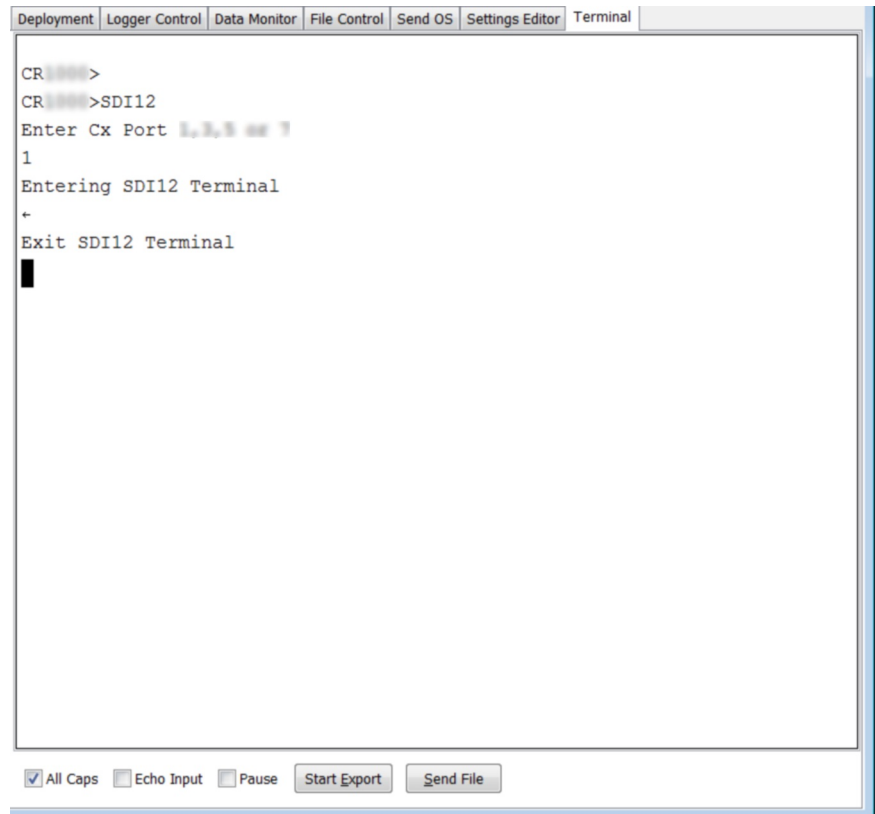 Deployment Logger Control Data Monitor File Control Send OS Settings Editor Terminal
CR >
CR >SDI12
Enter Cx Port
1
Entering SDI12 Terminal
←
Exit SDI12 Terminal
All Caps Echo Input Pause Start Export Send File